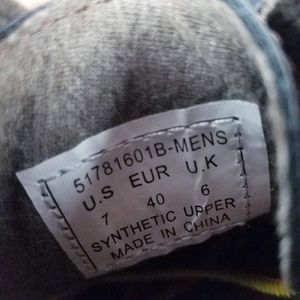 51781601B-MENS
U.S EUR U.K
7 40 6
SYNTHETIC UPPER
MADE IN CHINA